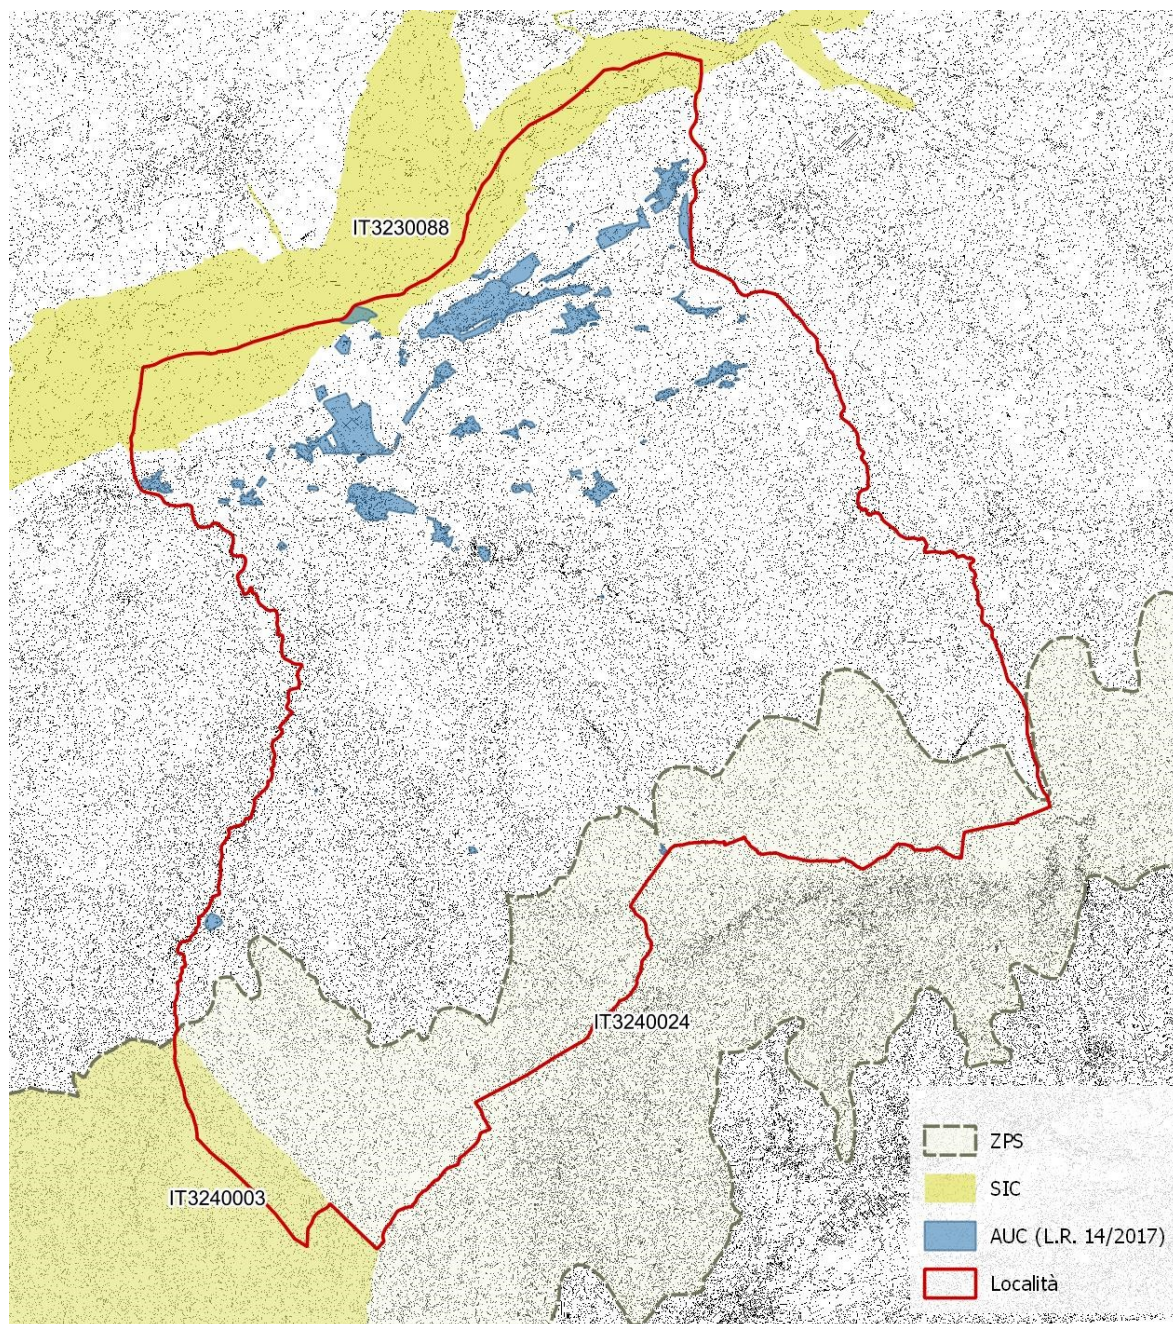 IT3230088
IT3240024
IT3240003
ZPS
SIC
AUC (L.R. 14/2017)
Località